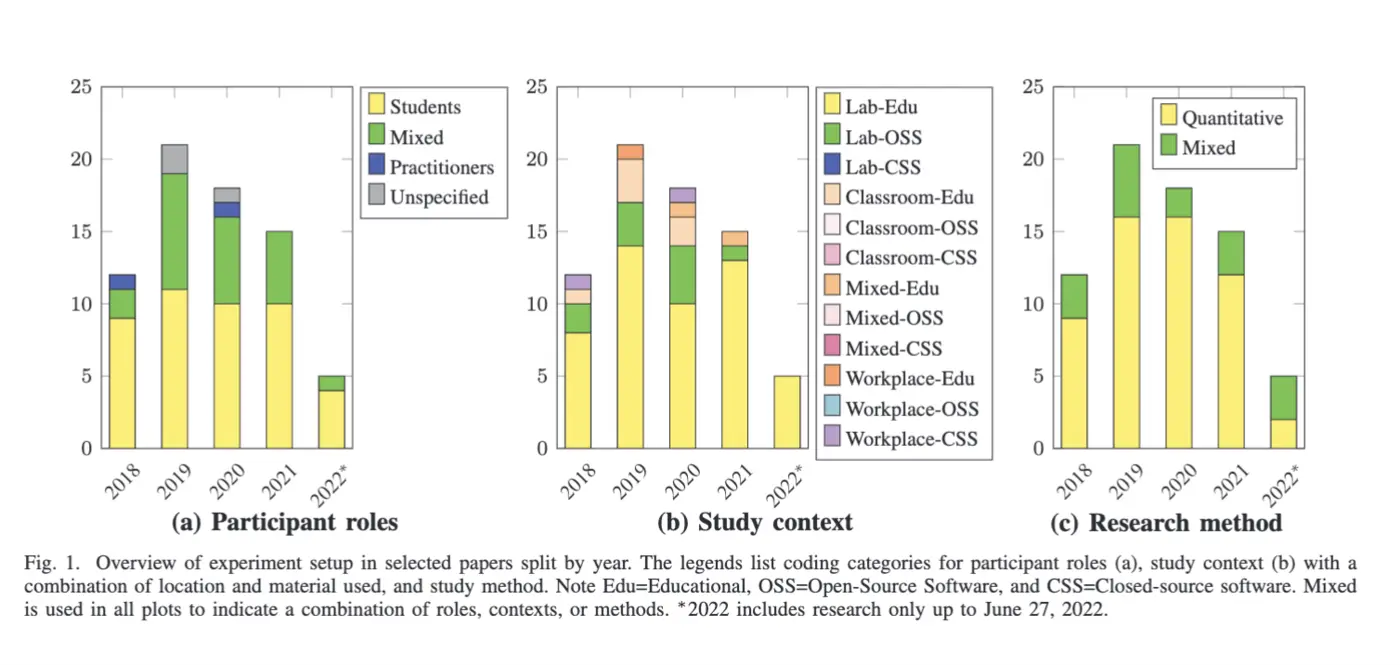 25
20
15
10
5
0
2018
2019
2020
2021
2022*
Students
Mixed
Practitioners
Unspecified
(a) Participant roles
25
20
15
10
5
0
2018
2019
2020
2021
2022*
Lab-Edu
Lab-OSS
Lab-CSS
Classroom-Edu
Classroom-OSS
Classroom-CSS
Mixed-Edu
Mixed-OSS
Mixed-CSS
Workplace-Edu
Workplace-OSS
Workplace-CSS
(b) Study context
25
20
15
10
5
0
2018
2019
2020
2021
2022*
Quantitative
Mixed
(c) Research method
Fig. 1. Overview of experiment setup in selected papers split by year. The legends list coding categories for participant roles (a), study context (b) with a
combination of location and material used, and study method. Note Edu=Educational, OSS=Open-Source Software, and CSS=Closed-source software. Mixed
is used in all plots to indicate a combination of roles, contexts, or methods. *2022 includes research only up to June 27, 2022.